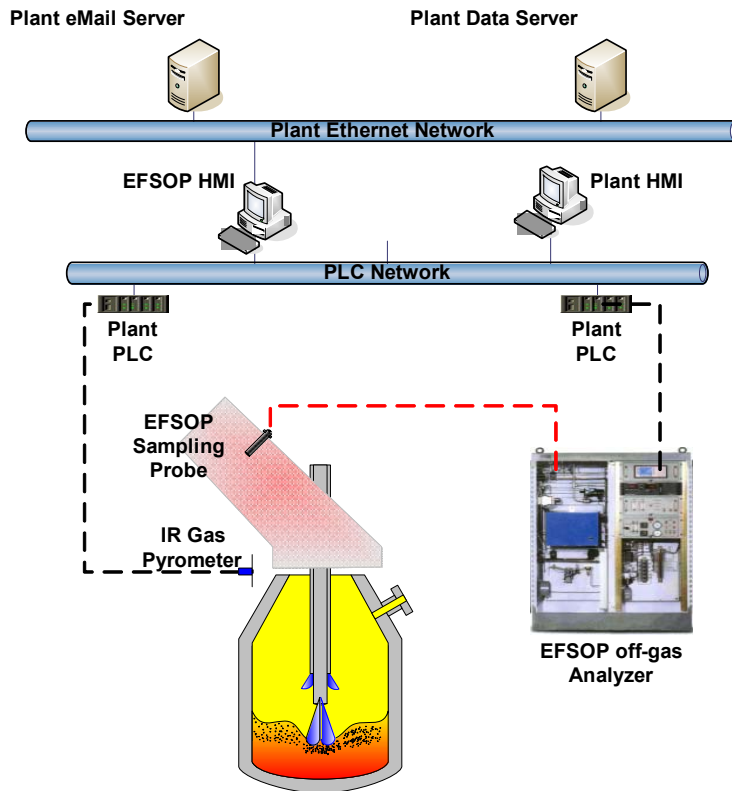 Plant eMail Server
Plant Data Server
Plant Ethernet Network
EFSOP HMI
Plant HMI
PLC Network
Plant
PLC
Plant
PLC
EFSOP
Sampling
Probe
IR Gas
Pyrometer
EFSOP off-gas
Analyzer